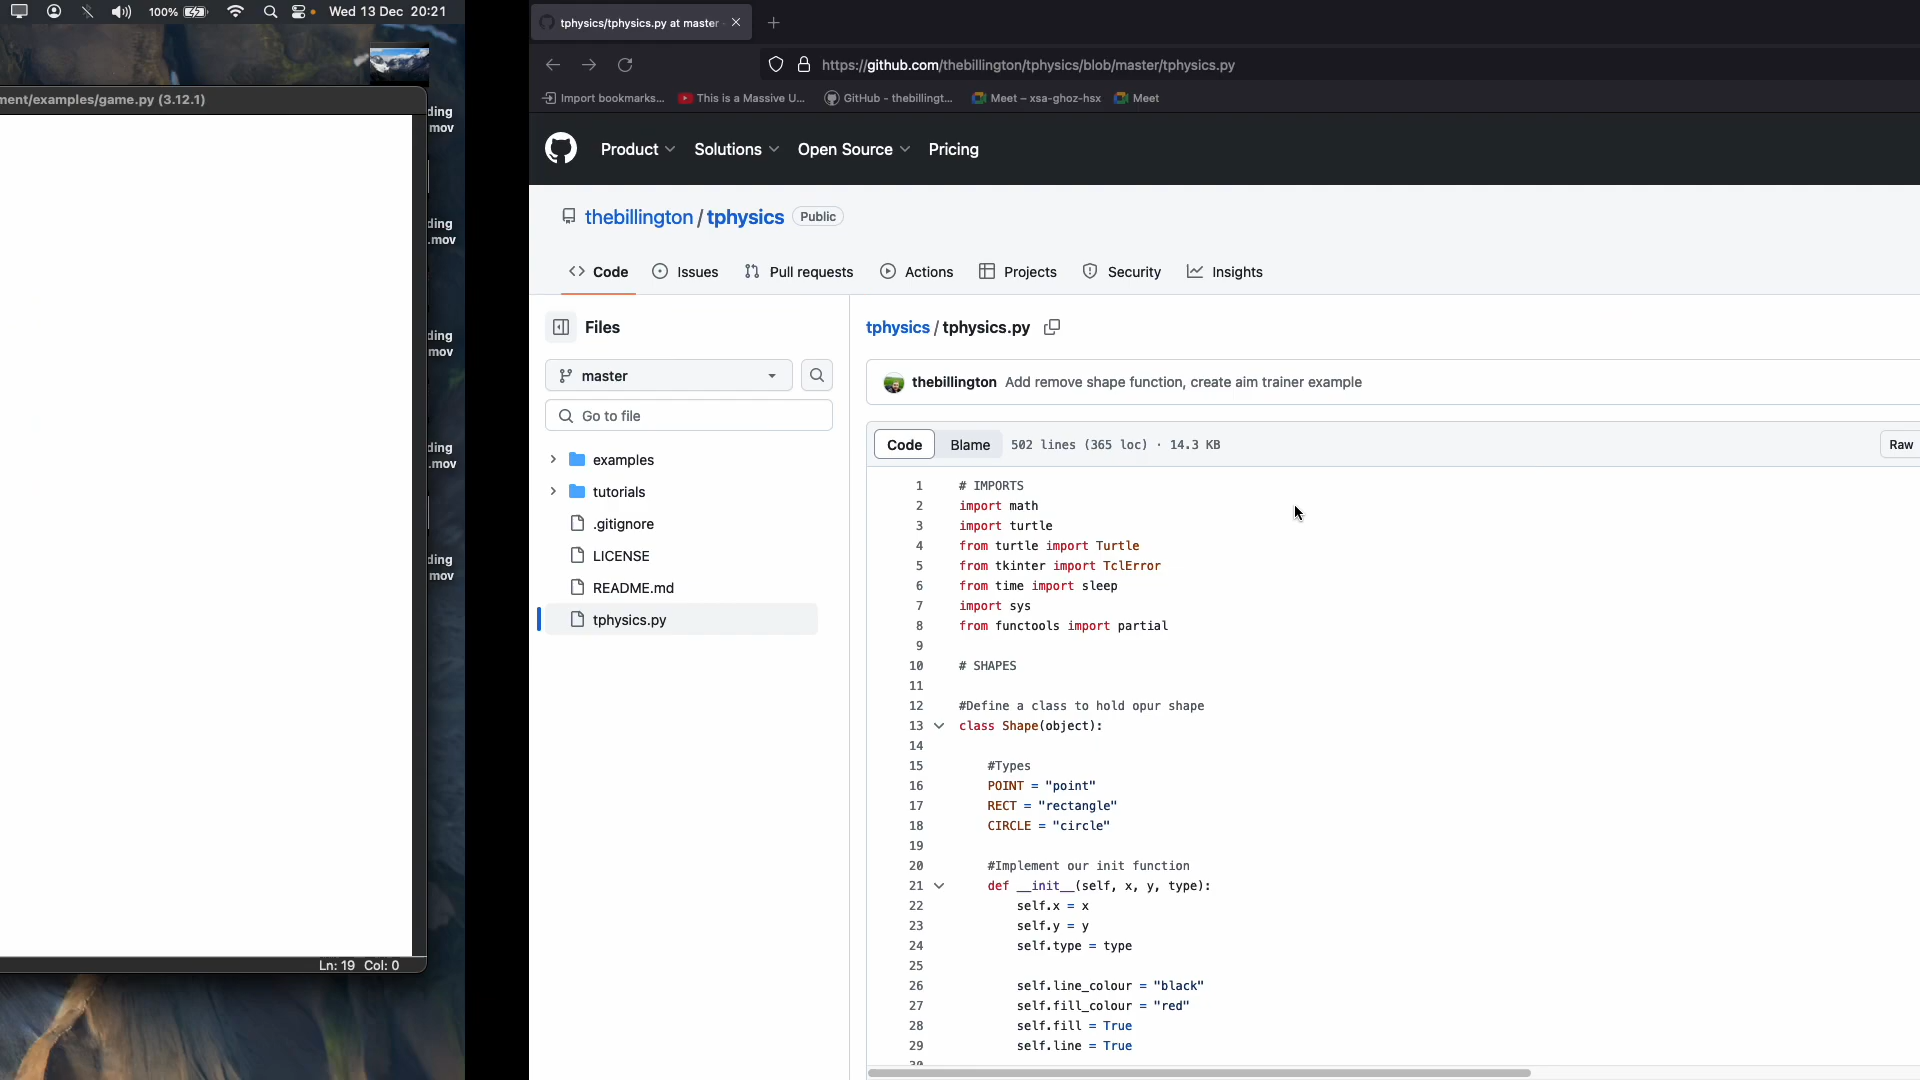 100% Wed 13 Dec 20:21
ment/examples/game.py (3.12.1)
ding
mov
ding
.mov
ding
mov
ding
.mov
ding
mov
Ln: 19 Col: 0
tphysics/tphysics.py at master
https://github.com/thebillington/tphysics/blob/master/tphysics.py
Import bookmarks... This is a Massive U... GitHub - thebillingt... Meet – xsa-ghoz-hsx Meet
Product Solutions Open Source Pricing
thebillington / tphysics Public
Code Issues Pull requests Actions Projects Security Insights
Files
master
Go to file
examples
tutorials
.gitignore
LICENSE
README.md
tphysics.py
tphysics / tphysics.py
thebillington Add remove shape function, create aim trainer example
Code Blame 502 lines (365 loc) · 14.3 KB Raw
1 # IMPORTS
2 import math
3 import turtle
4 from turtle import Turtle
5 from tkinter import TclError
6 from time import sleep
7 import sys
8 from functools import partial
9
10 # SHAPES
11
12 #Define a class to hold opur shape
13 class Shape(object):
14
15 #Types
16 POINT = "point"
17 RECT = "rectangle"
18 CIRCLE = "circle"
19
20 #Implement our init function
21 def __init__(self, x, y, type):
22 self.x = x
23 self.y = y
24 self.type = type
25
26 self.line_colour = "black"
27 self.fill_colour = "red"
28 self.fill = True
29 self.line = True